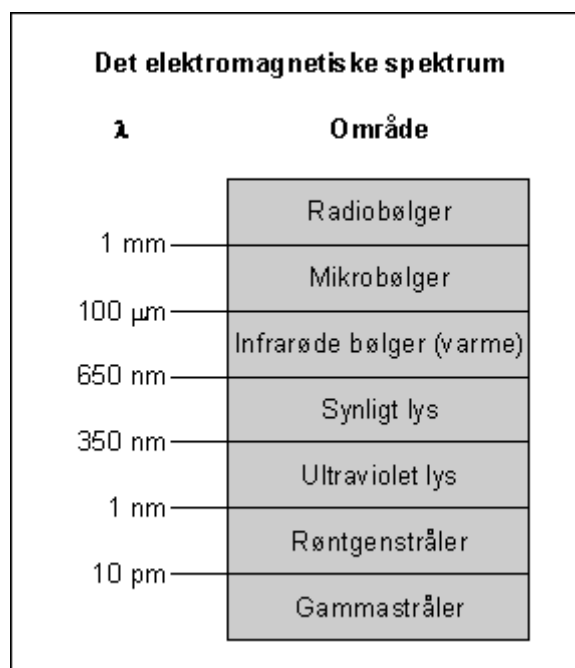 Det elektromagnetiske spektrum
λ Område
Radiobølger
1 mm
Mikrobølger
100 µm
Infrarøde bølger (varme)
650 nm
Synligt lys
350 nm
Ultraviolet lys
1 nm
Røntgenstråler
10 pm
Gammastråler